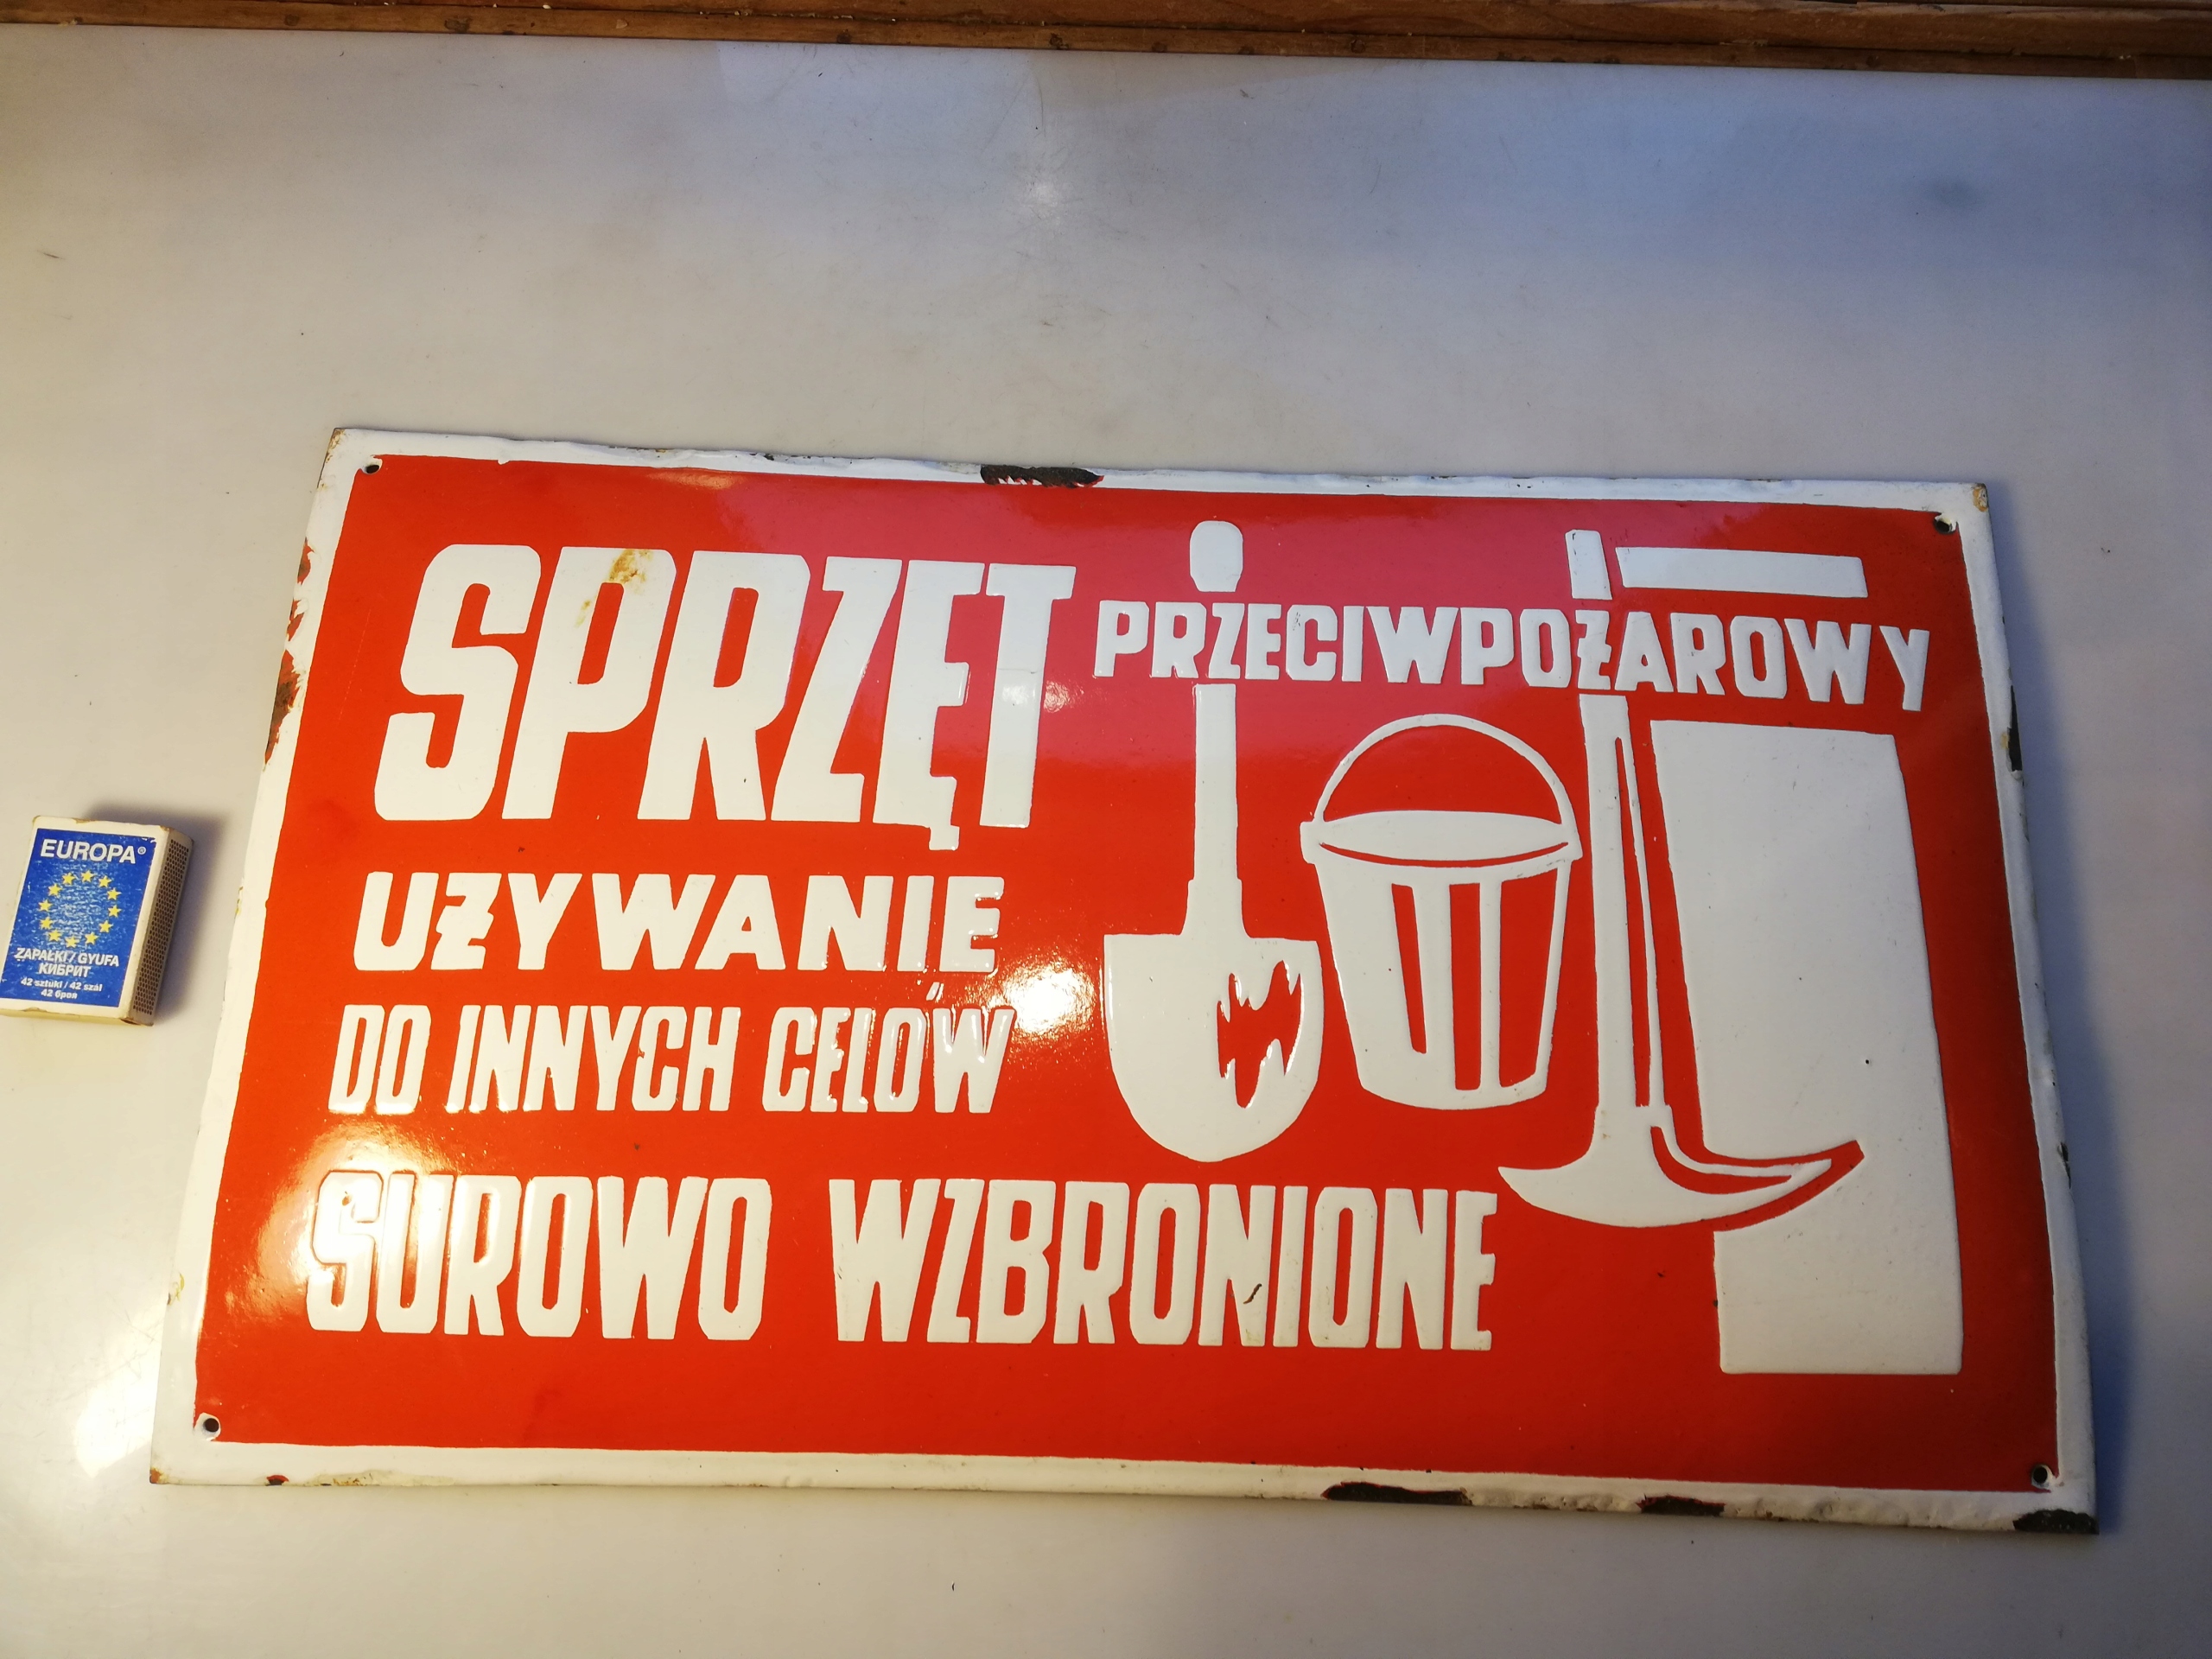 SPRZĘT PRZECIWPOŻAROWY
UŻYWANIE
DO INNYCH CELÓW
SUROWO WZBRONIONE
EUROPA®
ZAPAŁKI / GYUFA
КИБРИТ
42 sztuki / 42 szál
42 броя